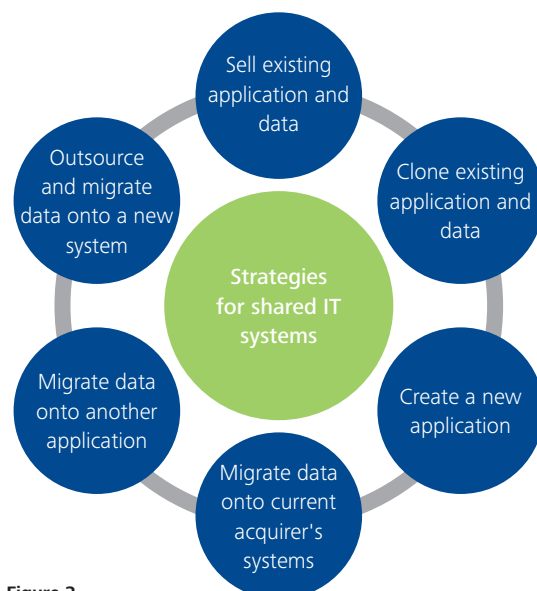 Sell existing
application and
data
Clone existing
application and
data
Create a new
application
Migrate data
onto current
acquirer's
systems
Migrate data
onto another
application
Outsource
and migrate
data onto a new
system
Strategies
for shared IT
systems